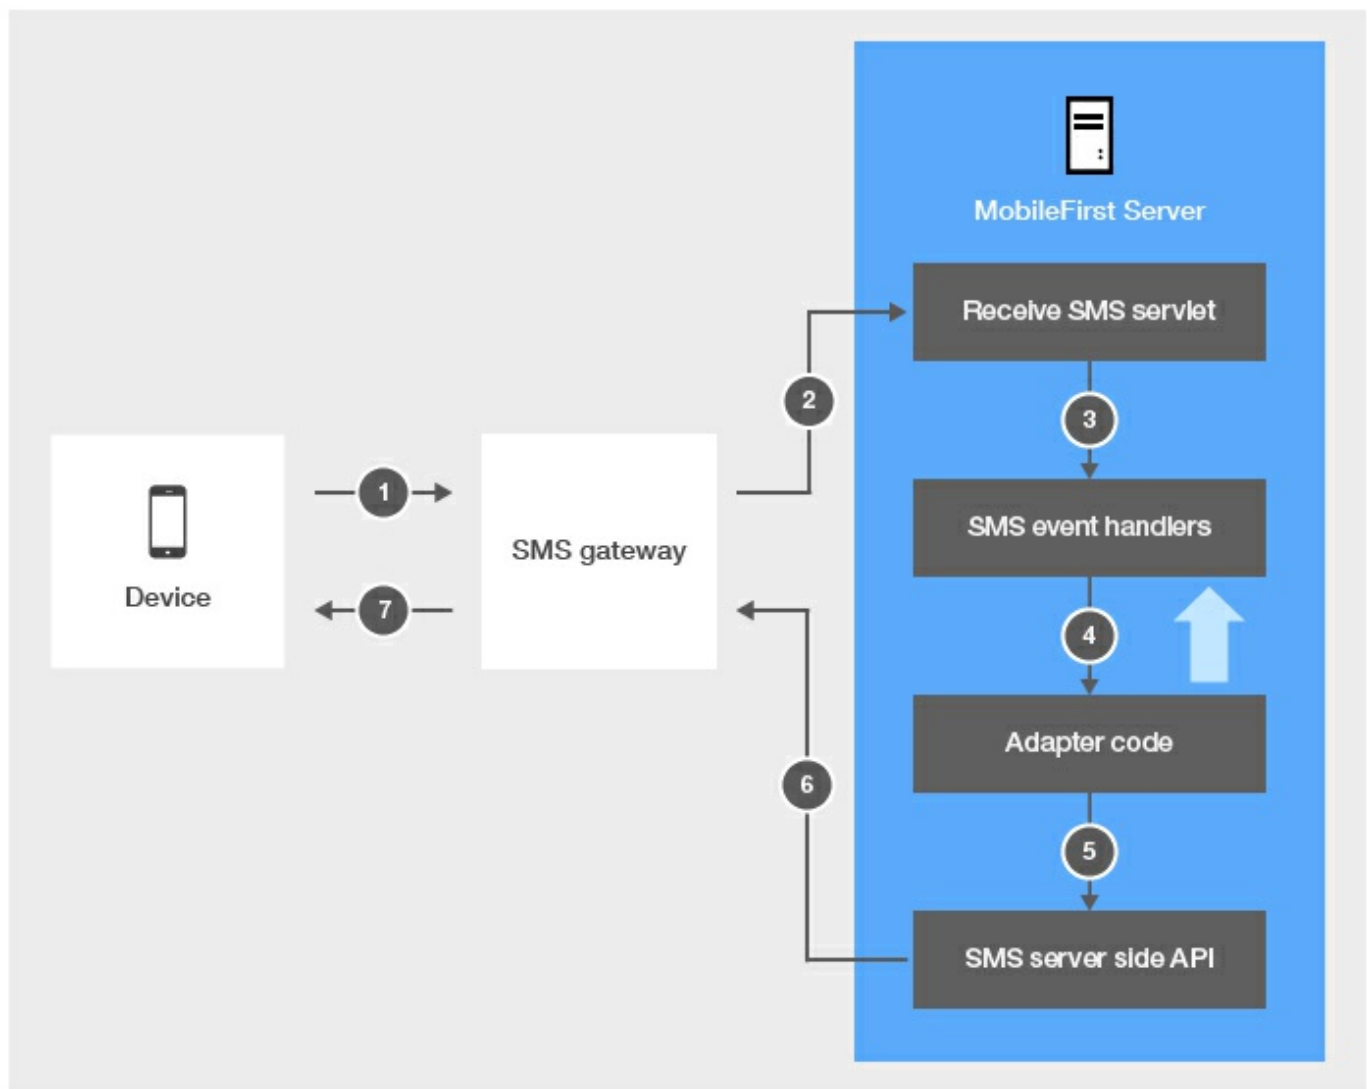 MobileFirst Server
Receive SMS servlet
2
3
1
SMS event handlers
SMS gateway
Device
7
4
Adapter code
6
5
SMS server side API